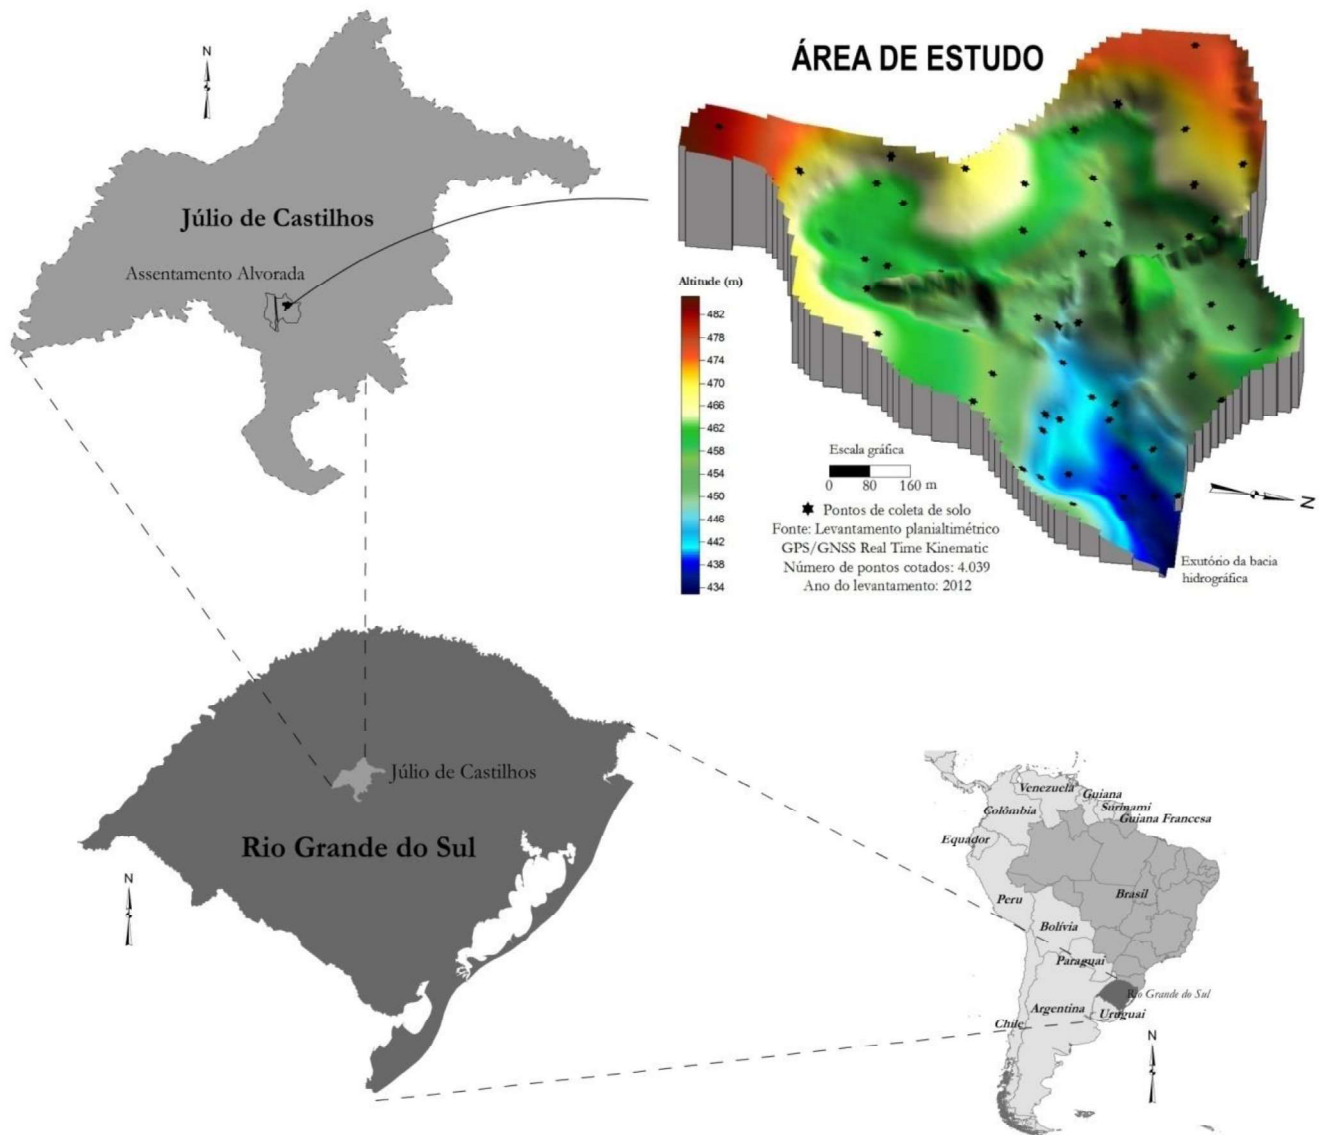 N
Júlio de Castilhos
Assentamento Alvorada
ÁREA DE ESTUDO
Altitude (m)
482
478
474
470
466
462
458
454
450
446
442
438
434
Escala gráfica
0 80 160 m
Pontos de coleta de solo
Fonte: Levantamento planialtimétrico
GPS/GNSS Real Time Kinematic
Número de pontos cotados: 4.039
Ano do levantamento: 2012
N
Exutório da bacia
hidrográfica
Júlio de Castilhos
Rio Grande do Sul
N
Venezuela
Guiana
Surinami
Guiana Francesa
Colômbia
Equador
Peru
Brasil
Bolívia
Paraguai
Rio Grande do Sul
Argentina
Uruguai
Chile
N